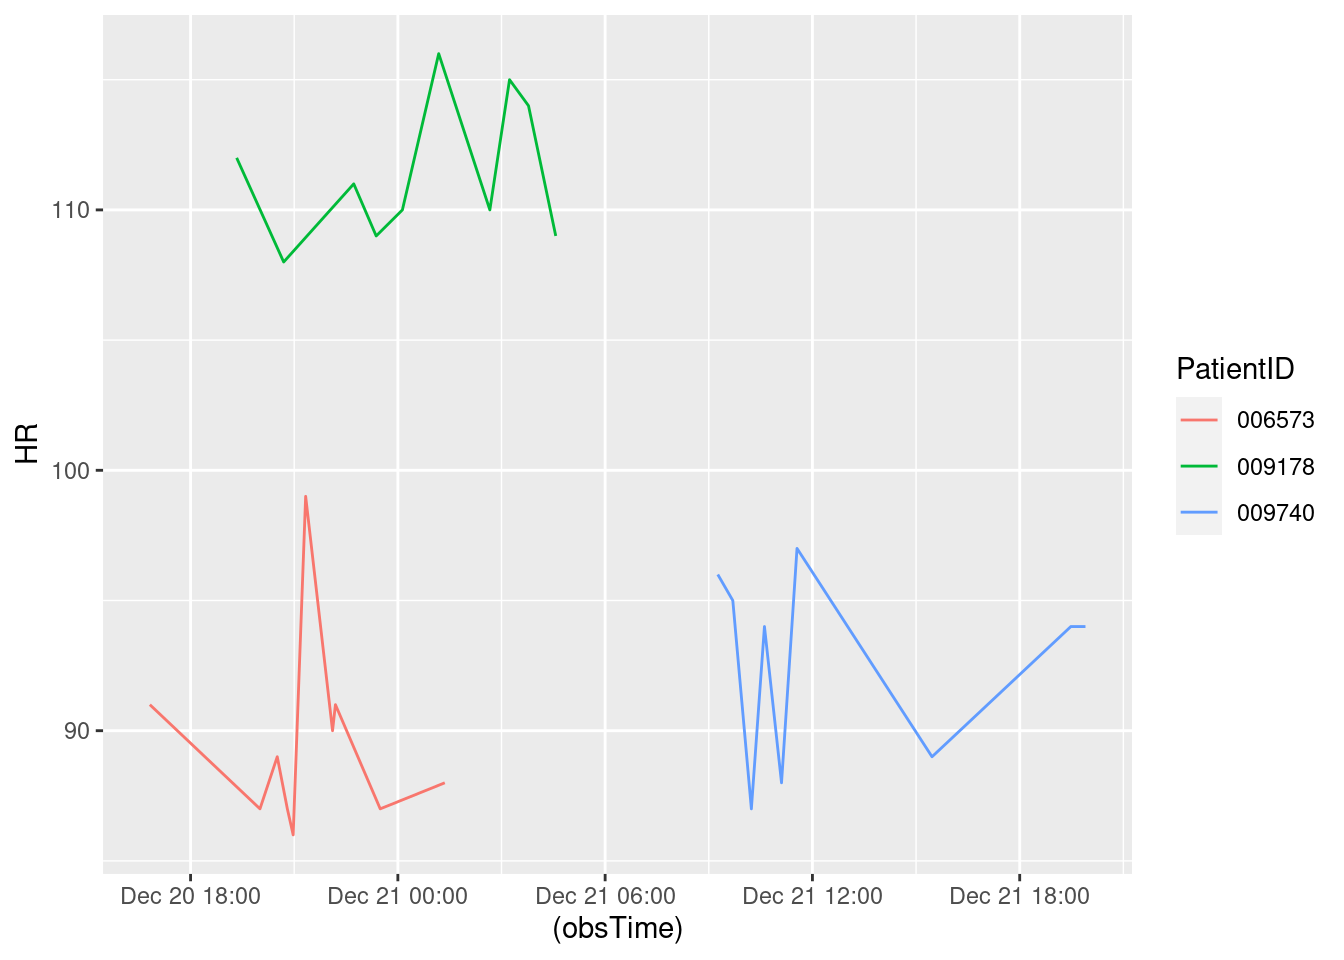 HR
110
100
90
Dec 20 18:00
Dec 21 00:00
Dec 21 06:00
Dec 21 12:00
Dec 21 18:00
(obsTime)
PatientID
006573
009178
009740